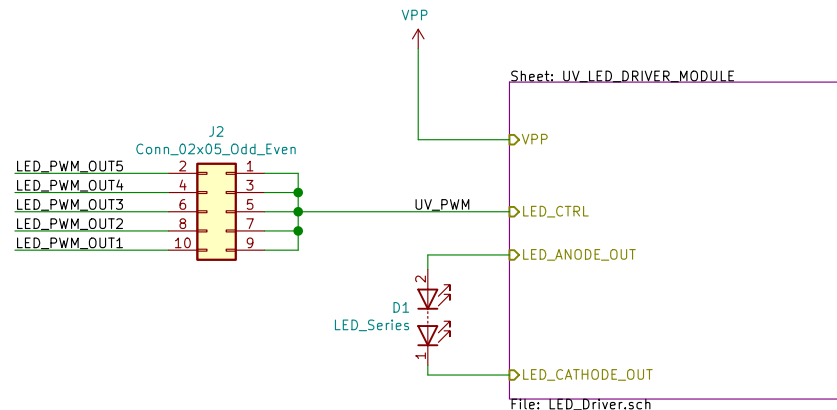 VPP
Sheet: UV_LED_DRIVER_MODULE
J2
Conn_02x05_Odd_Even
VPP
LED_PWM_OUT5 2 1
LED_PWM_OUT4 4 3
LED_PWM_OUT3 6 5 UV_PWM LED_CTRL
LED_PWM_OUT2 8 7
LED_PWM_OUT1 10 9
LED_ANODE_OUT
2
D1
LED_Series
1
LED_CATHODE_OUT
File: LED_Driver.sch